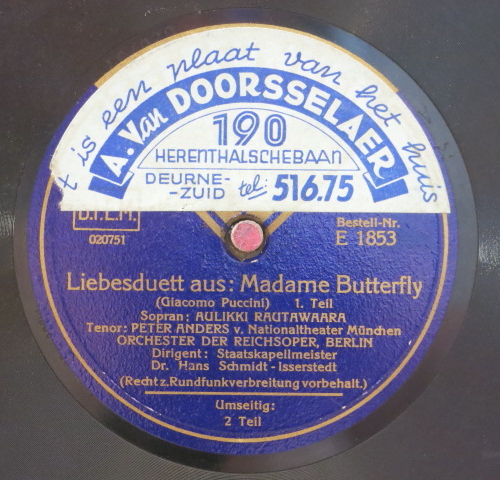 't is een plaat van het huis
A. Van DOORSSELAER
190
HERENTHALSCHEBAAN
DEURNE-
-ZUID tel: 516.75
B.I.E.M.
020751
Bestell-Nr.
E 1853
Liebesduett aus: Madame Butterfly
(Giacomo Puccini) 1. Teil
Sopran: AULIKKI RAUTAWAARA
Tenor: PETER ANDERS v. Nationaltheater München
ORCHESTER DER REICHSOPER, BERLIN
Dirigent: Staatskapellmeister
Dr. Hans Schmidt-Isserstedt
(Recht z. Rundfunkverbreitung vorbehalt.)
Umseitig:
2 Teil